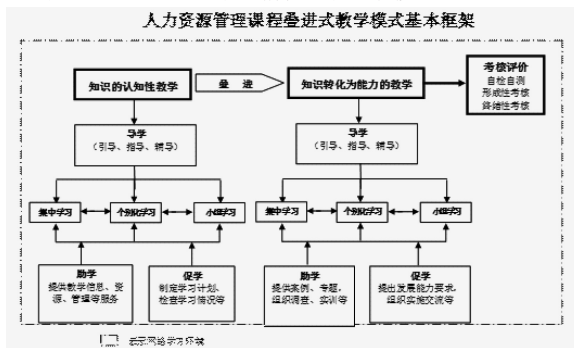 人力资源管理课程叠进式教学模式基本框架
知识的认知性教学
叠 进
知识转化为能力的教学
考核评价
自检自测
形成性考核
终结性考核
导学
(引导、指导、辅导)
导学
(引导、指导、辅导)
集中学习
个别化学习
小组学习
集中学习
个别化学习
小组学习
助学
提供教学信息、资
源、管理等服务
促学
制定学习计划、
检查学习情况等
助学
提供案例、专题,
组织调查、实训等
促学
提出发展能力要求,
组织实施交流等
表示网络学习环境